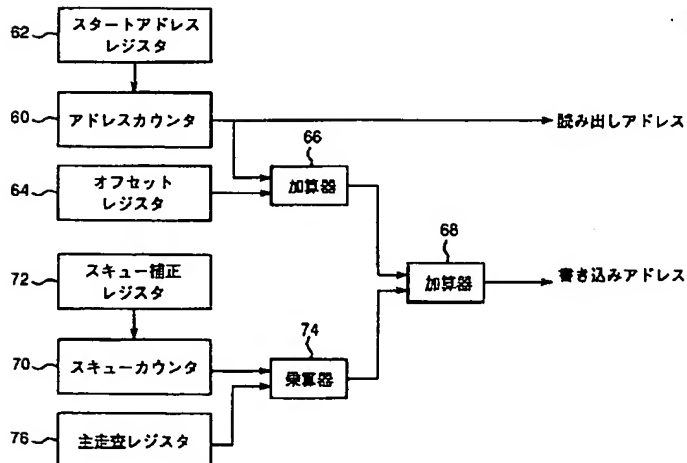 62
スタートアドレス
レジスタ
60
アドレスカウンタ
読み出しアドレス
66
64
オフセット
レジスタ
加算器
68
72
スキュー補正
レジスタ
加算器
書き込みアドレス
74
70
スキューカウンタ
乗算器
76
主走査レジスタ